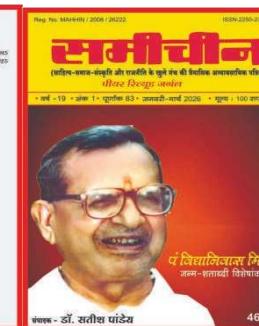 Reg. No. MAHHIN / 2008 / 26222
ISSN-2250-2
समीचीन
(साहित्य-समाज-संस्कृति और राजनीति के खुले मंच की त्रैमासिक अव्यावसायिक पत्रि
पीयर रिव्यूड जर्नल
• वर्ष -19 • अंक 1 • पूर्णांक 83 • जनवरी-मार्च 2026 • मूल्य : 100 रुप
पं विद्यानिवास मि
जन्म-शताब्दी विशेषांक
संपादक - डॉ. सतीश पांडेय
46